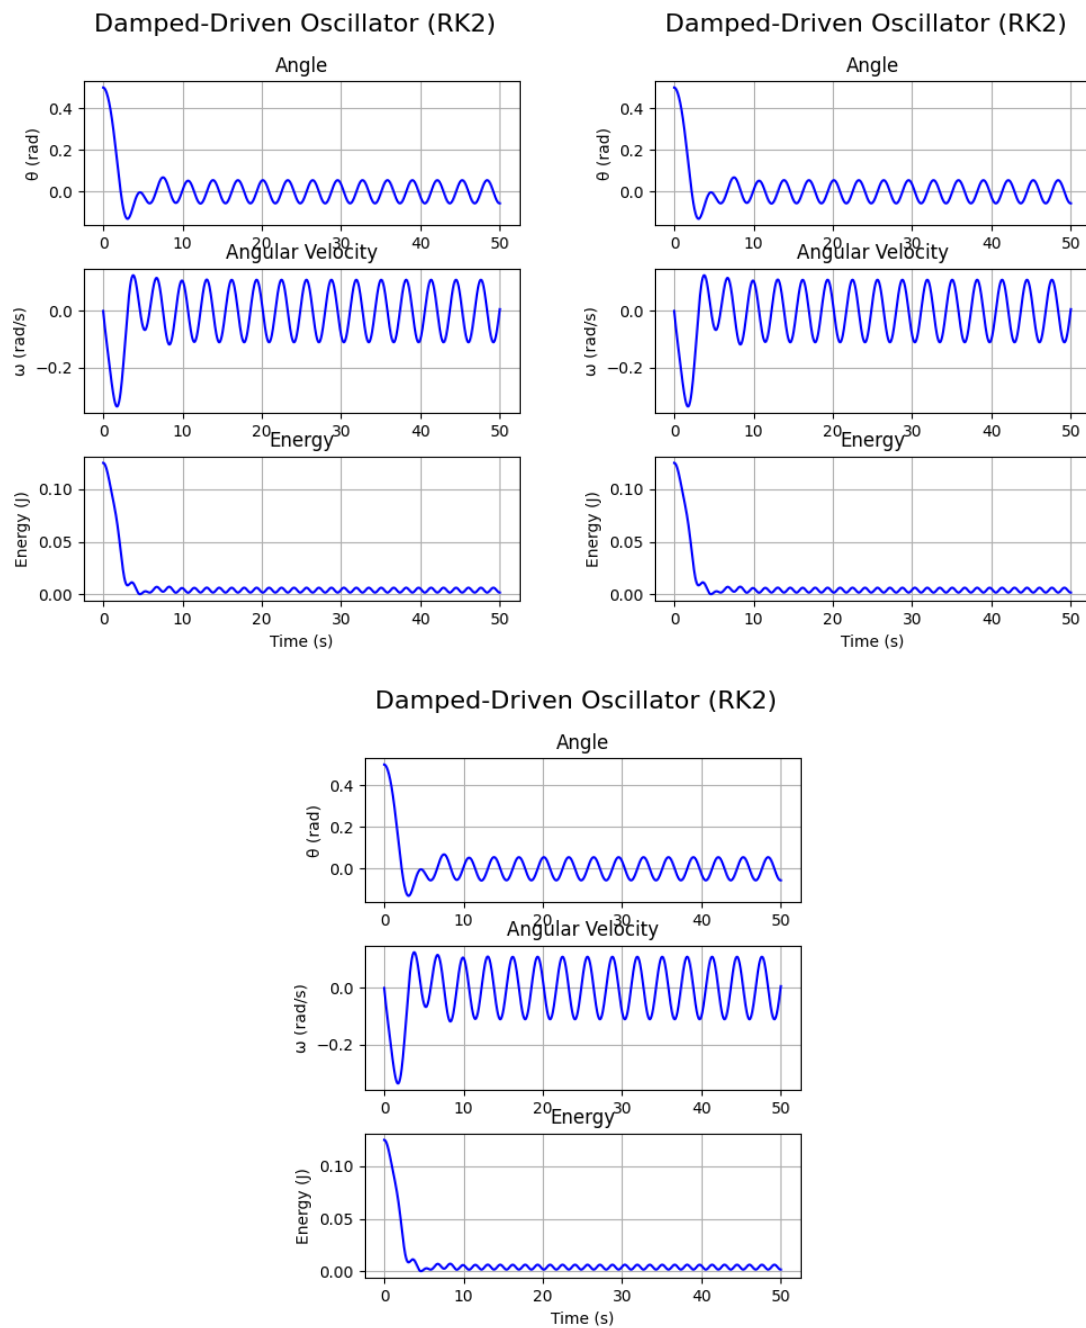 Damped-Driven Oscillator (RK2)
Angle
θ (rad)
0.4
0.2
0.0
0 10 20 30 40 50
Angular Velocity
ω (rad/s)
0.0
−0.2
0 10 20 30 40 50
Energy
Energy (J)
0.10
0.05
0.00
0 10 20 30 40 50
Time (s)
Damped-Driven Oscillator (RK2)
Angle
θ (rad)
0.4
0.2
0.0
0 10 20 30 40 50
Angular Velocity
ω (rad/s)
0.0
−0.2
0 10 20 30 40 50
Energy
Energy (J)
0.10
0.05
0.00
0 10 20 30 40 50
Time (s)
Damped-Driven Oscillator (RK2)
Angle
θ (rad)
0.4
0.2
0.0
0 10 20 30 40 50
Angular Velocity
ω (rad/s)
0.0
−0.2
0 10 20 30 40 50
Energy
Energy (J)
0.10
0.05
0.00
0 10 20 30 40 50
Time (s)